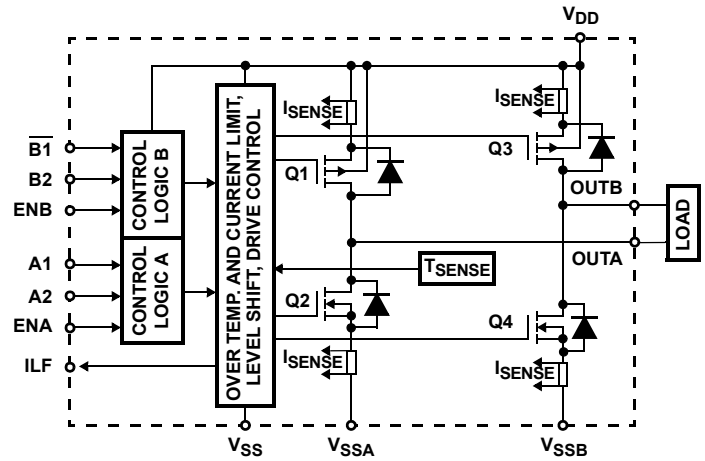 VDD
ISENSE
ISENSE
B1
B2
ENB
A1
A2
ENA
ILF
CONTROL
LOGIC B
CONTROL
LOGIC A
OVER TEMP. AND CURRENT LIMIT,
LEVEL SHIFT, DRIVE CONTROL
Q1
Q3
OUTB
LOAD
OUTA
TSENSE
Q2
Q4
ISENSE
ISENSE
VSS
VSSA
VSSB